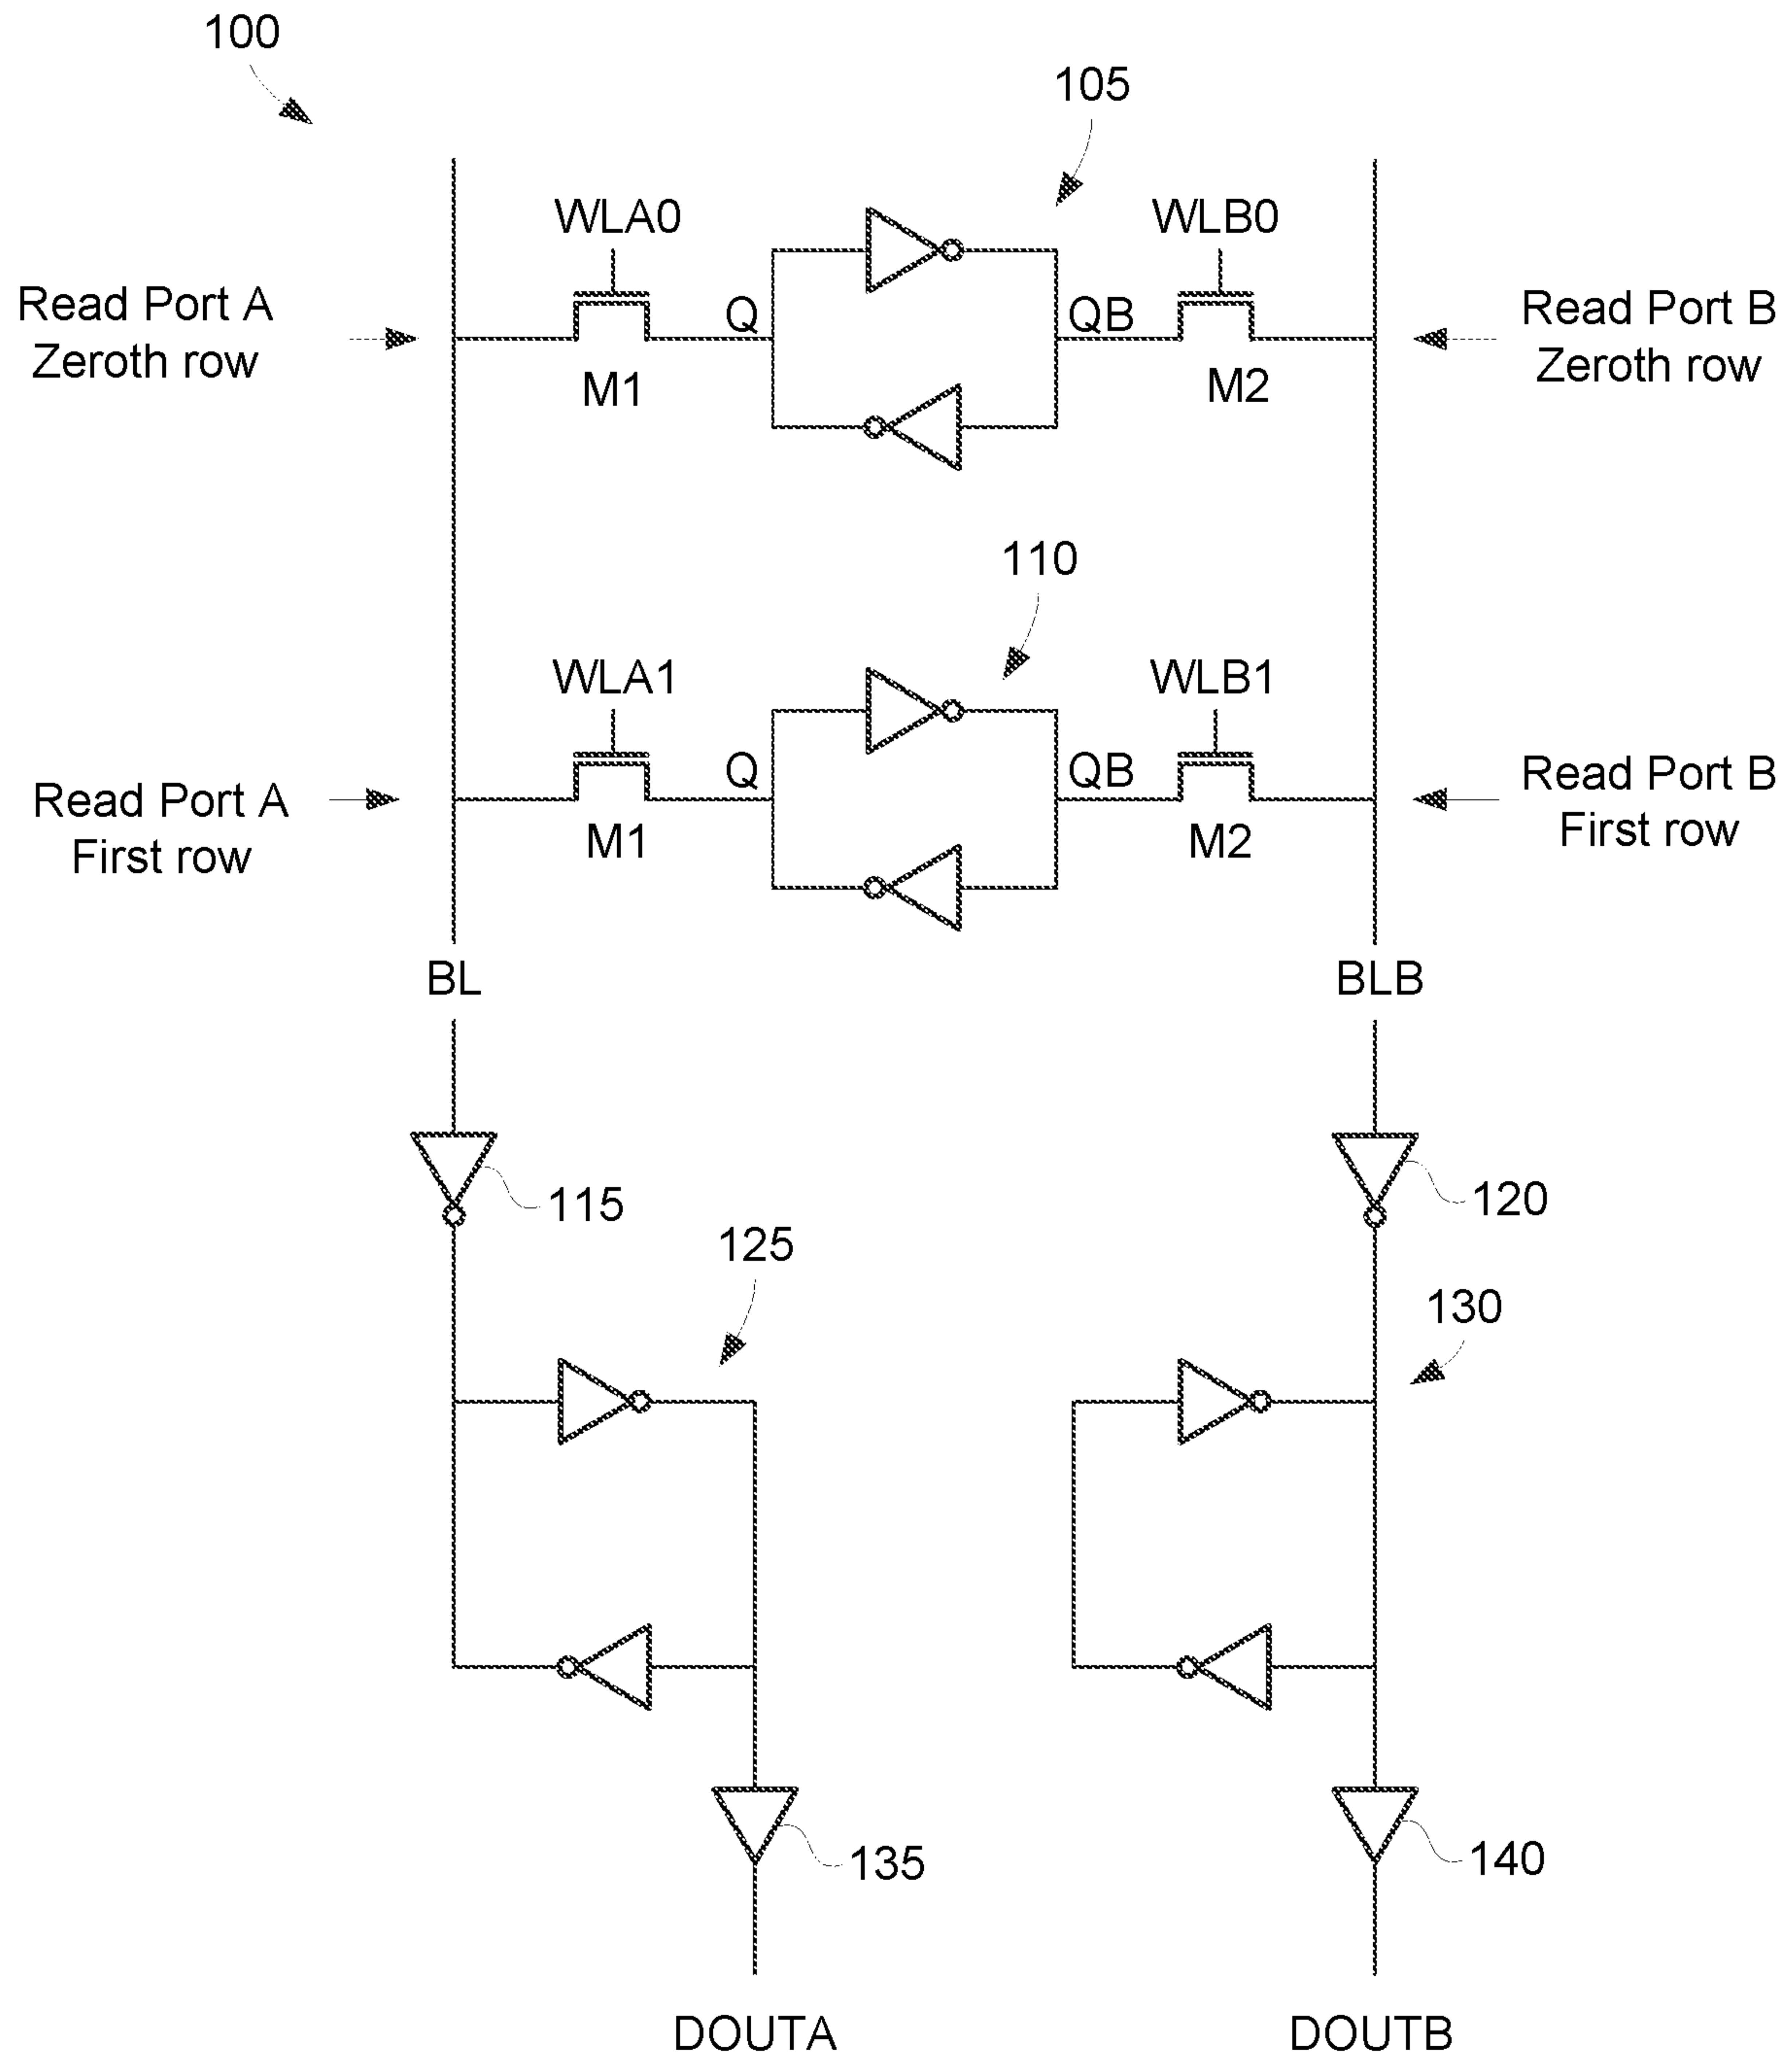 100
105
WLA0
WLB0
Read Port A
Zeroth row
Q
QB
Read Port B
Zeroth row
M1
M2
110
WLA1
WLB1
Read Port A
First row
Q
QB
Read Port B
First row
M1
M2
BL
BLB
115
120
125
130
135
140
DOUTA
DOUTB